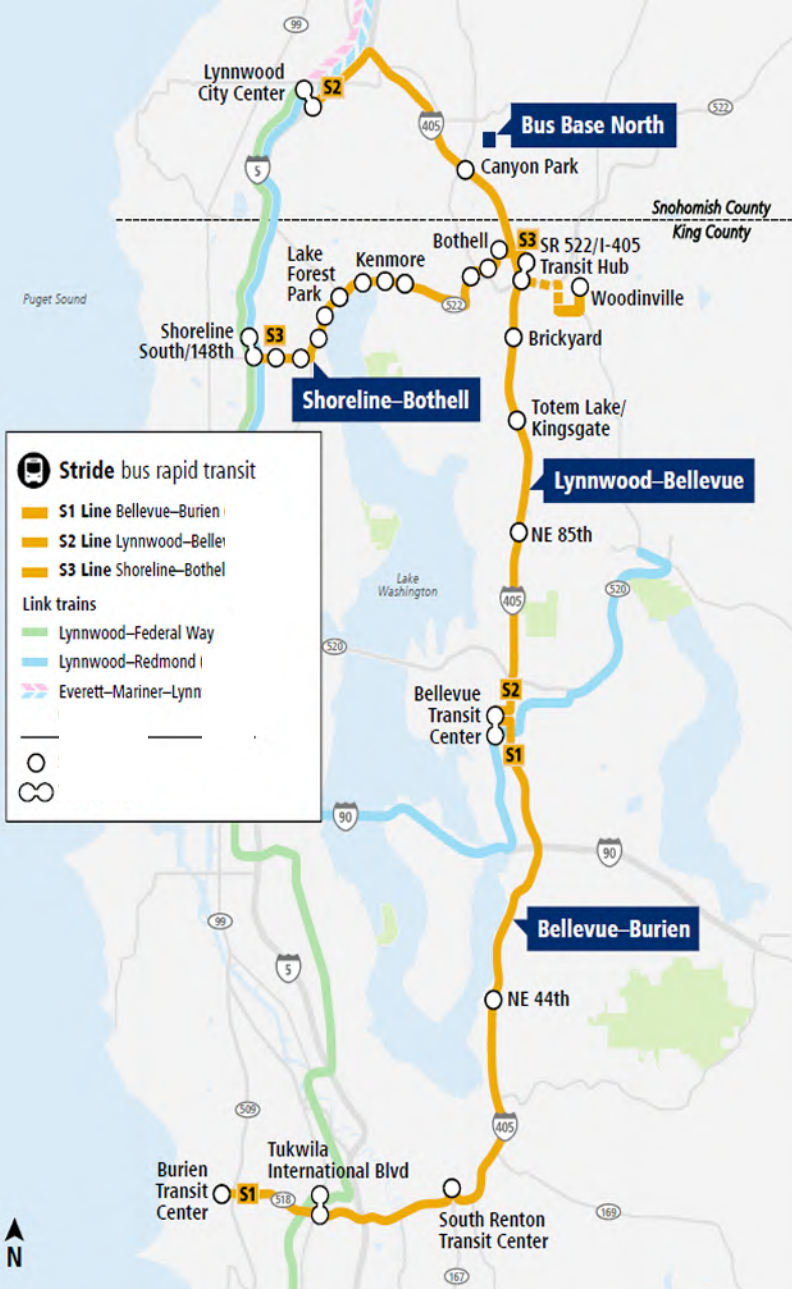 99
Lynnwood
City Center
S2
405
522
Bus Base North
5
Canyon Park
Snohomish County
King County
Bothell
S3
SR 522/I-405
Transit Hub
Lake
Forest
Park
Kenmore
Puget Sound
522
Woodinville
Shoreline
South/148th
S3
Brickyard
Shoreline–Bothell
Totem Lake/
Kingsgate
Stride bus rapid transit
S1 Line Bellevue–Burien
S2 Line Lynnwood–Bellev
S3 Line Shoreline–Bothel
Link trains
Lynnwood–Federal Way
Lynnwood–Redmond
Everett–Mariner–Lynn
Lynnwood–Bellevue
NE 85th
Lake
Washington
405
520
520
Bellevue
Transit
Center
S2
S1
90
90
99
Bellevue–Burien
5
NE 44th
509
405
Burien
Transit
Center
S1
518
Tukwila
International Blvd
South Renton
Transit Center
169
167
N